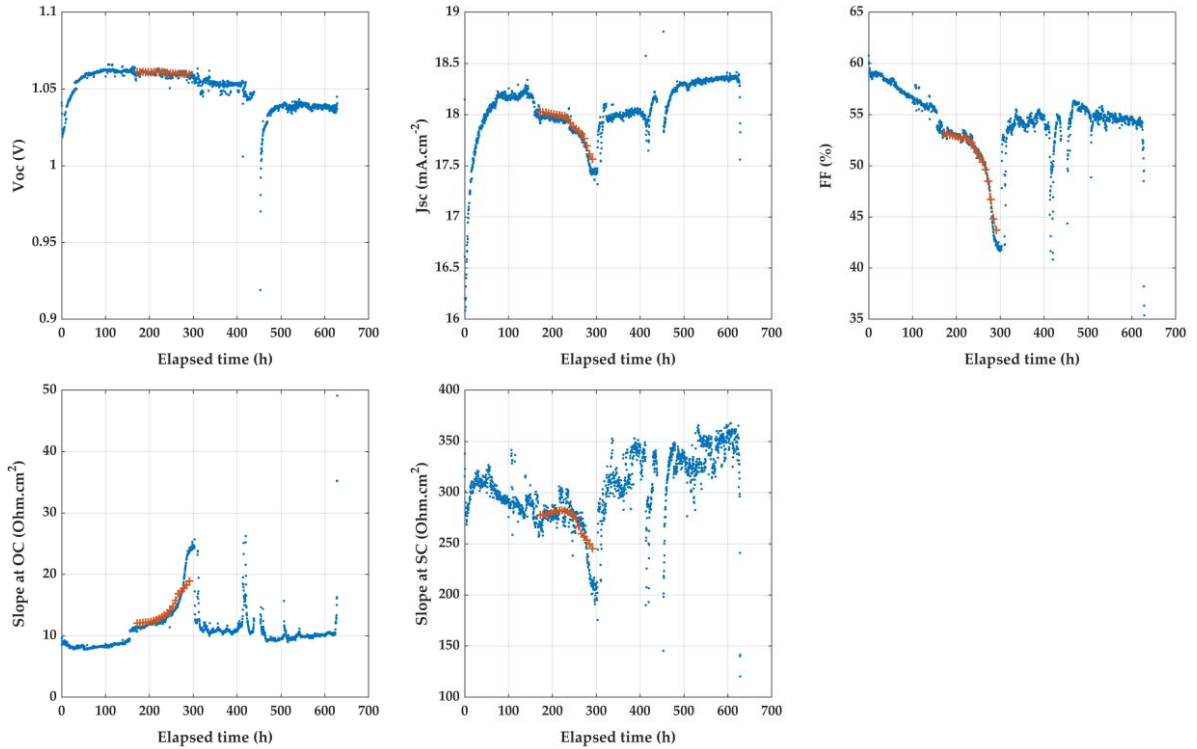 1.1
1.05
1
0.95
0.9
Voc (V)
0 100 200 300 400 500 600 700
Elapsed time (h)
19
18.5
18
17.5
17
16.5
16
Jsc (mA.cm⁻²)
0 100 200 300 400 500 600 700
Elapsed time (h)
65
60
55
50
45
40
35
FF (%)
0 100 200 300 400 500 600 700
Elapsed time (h)
50
40
30
20
10
0
Slope at OC (Ohm.cm²)
0 100 200 300 400 500 600 700
Elapsed time (h)
400
350
300
250
200
150
100
Slope at SC (Ohm.cm²)
0 100 200 300 400 500 600 700
Elapsed time (h)